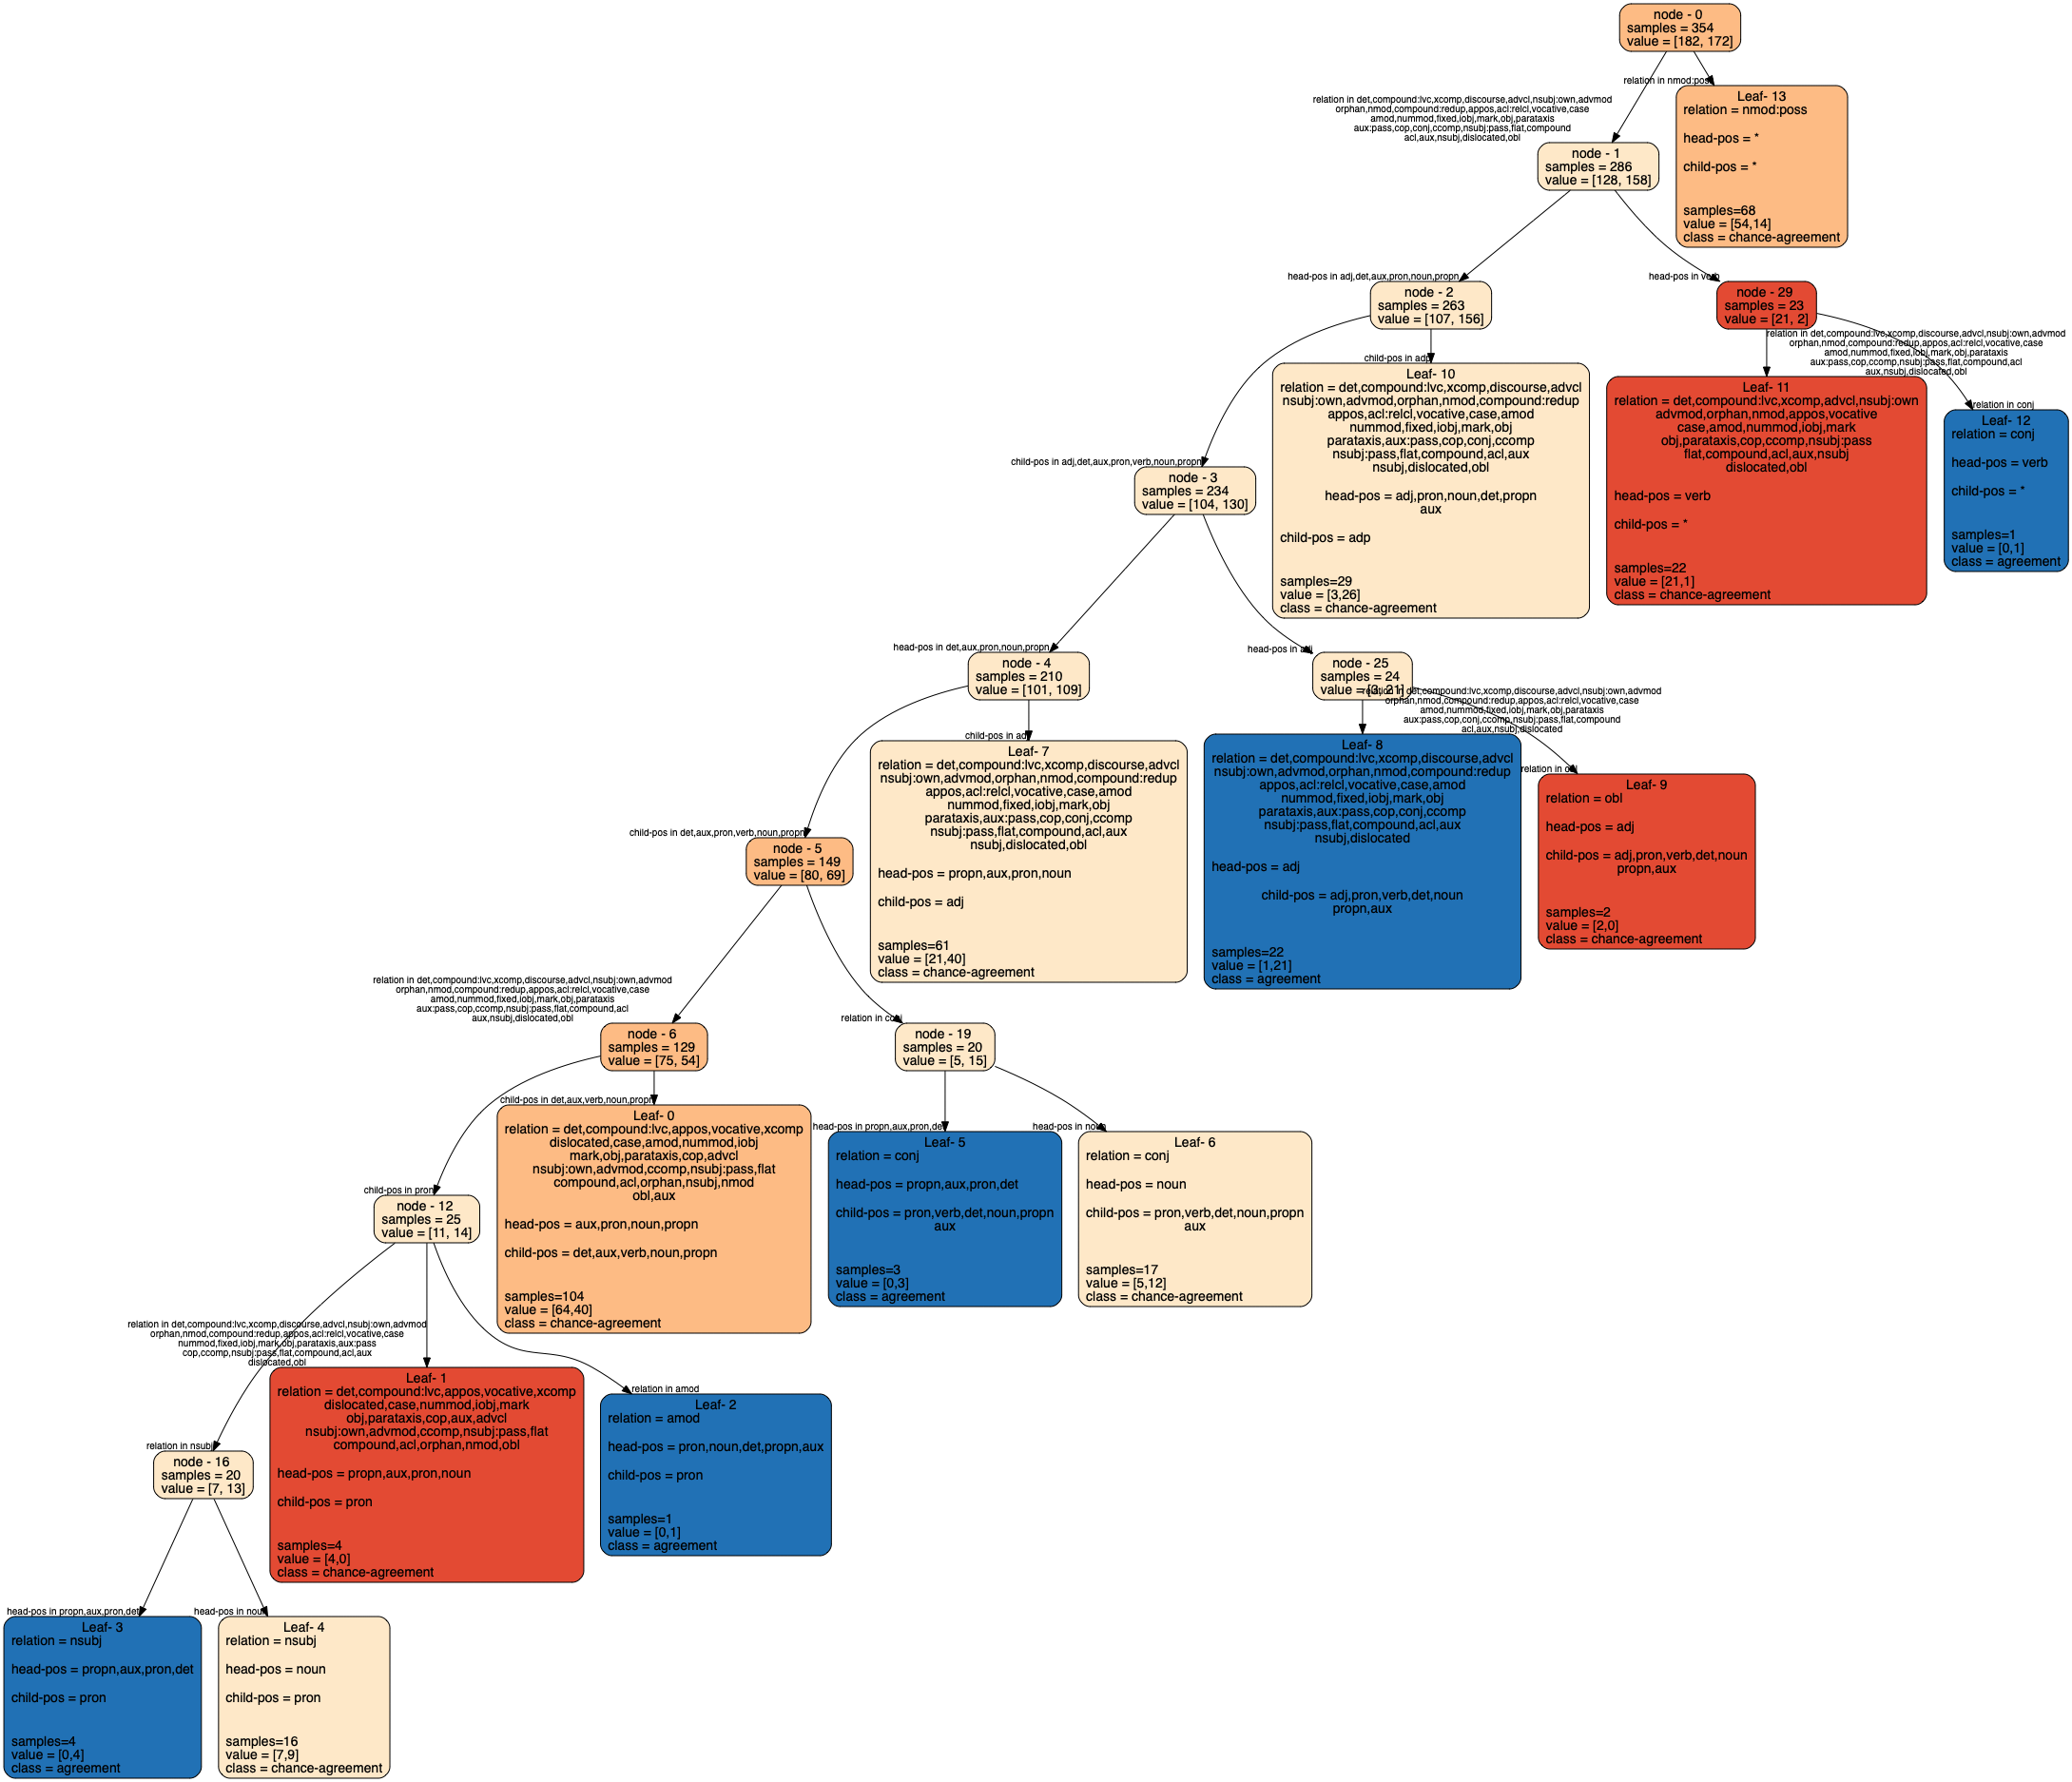 node - 0
samples = 354
value = [182, 172]
relation in nmod:poss
relation in det,compound:lvc,xcomp,discourse,advcl,nsubj:own,advmod
orphan,nmod,compound:redup,appos,acl:relcl,vocative,case
amod,nummod,fixed,iobj,mark,obj,parataxis
aux:pass,cop,conj,ccomp,nsubj:pass,flat,compound
acl,aux,nsubj,dislocated,obl
Leaf- 13
relation = nmod:poss
head-pos = *
child-pos = *
samples=68
value = [54,14]
class = chance-agreement
node - 1
samples = 286
value = [128, 158]
head-pos in adj,det,aux,pron,noun,propn
head-pos in verb
node - 2
samples = 263
value = [107, 156]
node - 29
samples = 23
value = [21, 2]
relation in det,compound:lvc,xcomp,discourse,advcl,nsubj:own,advmod
orphan,nmod,compound:redup,appos,acl:relcl,vocative,case
amod,nummod,fixed,iobj,mark,obj,parataxis
aux:pass,cop,ccomp,nsubj:pass,flat,compound,acl
aux,nsubj,dislocated,obl
child-pos in adp
Leaf- 10
relation = det,compound:lvc,xcomp,discourse,advcl
nsubj:own,advmod,orphan,nmod,compound:redup
appos,acl:relcl,vocative,case,amod
nummod,fixed,iobj,mark,obj
parataxis,aux:pass,cop,conj,ccomp
nsubj:pass,flat,compound,acl,aux
nsubj,dislocated,obl
head-pos = adj,pron,noun,det,propn
aux
child-pos = adp
samples=29
value = [3,26]
class = chance-agreement
Leaf- 11
relation = det,compound:lvc,xcomp,advcl,nsubj:own
advmod,orphan,nmod,appos,vocative
case,amod,nummod,iobj,mark
obj,parataxis,cop,ccomp,nsubj:pass
flat,compound,acl,aux,nsubj
dislocated,obl
head-pos = verb
child-pos = *
samples=22
value = [21,1]
class = chance-agreement
relation in conj
Leaf- 12
relation = conj
head-pos = verb
child-pos = *
samples=1
value = [0,1]
class = agreement
child-pos in adj,det,aux,pron,verb,noun,propn
node - 3
samples = 234
value = [104, 130]
head-pos in det,aux,pron,noun,propn
head-pos in adj
node - 4
samples = 210
value = [101, 109]
node - 25
samples = 24
value = [3, 21]
relation in det,compound:lvc,xcomp,discourse,advcl,nsubj:own,advmod
orphan,nmod,compound:redup,appos,acl:relcl,vocative,case
amod,nummod,fixed,iobj,mark,obj,parataxis
aux:pass,cop,conj,ccomp,nsubj:pass,flat,compound
acl,aux,nsubj,dislocated
child-pos in adj
Leaf- 7
relation = det,compound:lvc,xcomp,discourse,advcl
nsubj:own,advmod,orphan,nmod,compound:redup
appos,acl:relcl,vocative,case,amod
nummod,fixed,iobj,mark,obj
parataxis,aux:pass,cop,conj,ccomp
nsubj:pass,flat,compound,acl,aux
nsubj,dislocated,obl
head-pos = propn,aux,pron,noun
child-pos = adj
samples=61
value = [21,40]
class = chance-agreement
Leaf- 8
relation = det,compound:lvc,xcomp,discourse,advcl
nsubj:own,advmod,orphan,nmod,compound:redup
appos,acl:relcl,vocative,case,amod
nummod,fixed,iobj,mark,obj
parataxis,aux:pass,cop,conj,ccomp
nsubj:pass,flat,compound,acl,aux
nsubj,dislocated
head-pos = adj
child-pos = adj,pron,verb,det,noun
propn,aux
samples=22
value = [1,21]
class = agreement
relation in obl
Leaf- 9
relation = obl
head-pos = adj
child-pos = adj,pron,verb,det,noun
propn,aux
samples=2
value = [2,0]
class = chance-agreement
child-pos in det,aux,pron,verb,noun,propn
node - 5
samples = 149
value = [80, 69]
relation in det,compound:lvc,xcomp,discourse,advcl,nsubj:own,advmod
orphan,nmod,compound:redup,appos,acl:relcl,vocative,case
amod,nummod,fixed,iobj,mark,obj,parataxis
aux:pass,cop,ccomp,nsubj:pass,flat,compound,acl
aux,nsubj,dislocated,obl
relation in conj
node - 6
samples = 129
value = [75, 54]
node - 19
samples = 20
value = [5, 15]
child-pos in det,aux,verb,noun,propn
Leaf- 0
relation = det,compound:lvc,appos,vocative,xcomp
dislocated,case,amod,nummod,iobj
mark,obj,parataxis,cop,advcl
nsubj:own,advmod,ccomp,nsubj:pass,flat
compound,acl,orphan,nsubj,nmod
obl,aux
head-pos = aux,pron,noun,propn
child-pos = det,aux,verb,noun,propn
samples=104
value = [64,40]
class = chance-agreement
head-pos in propn,aux,pron,det
Leaf- 5
relation = conj
head-pos = propn,aux,pron,det
child-pos = pron,verb,det,noun,propn
aux
samples=3
value = [0,3]
class = agreement
head-pos in noun
Leaf- 6
relation = conj
head-pos = noun
child-pos = pron,verb,det,noun,propn
aux
samples=17
value = [5,12]
class = chance-agreement
child-pos in pron
node - 12
samples = 25
value = [11, 14]
relation in det,compound:lvc,xcomp,discourse,advcl,nsubj:own,advmod
orphan,nmod,compound:redup,appos,acl:relcl,vocative,case
nummod,fixed,iobj,mark,obj,parataxis,aux:pass
cop,ccomp,nsubj:pass,flat,compound,acl,aux
dislocated,obl
Leaf- 1
relation = det,compound:lvc,appos,vocative,xcomp
dislocated,case,nummod,iobj,mark
obj,parataxis,cop,aux,advcl
nsubj:own,advmod,ccomp,nsubj:pass,flat
compound,acl,orphan,nmod,obl
head-pos = propn,aux,pron,noun
child-pos = pron
samples=4
value = [4,0]
class = chance-agreement
relation in amod
Leaf- 2
relation = amod
head-pos = pron,noun,det,propn,aux
child-pos = pron
samples=1
value = [0,1]
class = agreement
relation in nsubj
node - 16
samples = 20
value = [7, 13]
head-pos in propn,aux,pron,det
Leaf- 3
relation = nsubj
head-pos = propn,aux,pron,det
child-pos = pron
samples=4
value = [0,4]
class = agreement
head-pos in noun
Leaf- 4
relation = nsubj
head-pos = noun
child-pos = pron
samples=16
value = [7,9]
class = chance-agreement